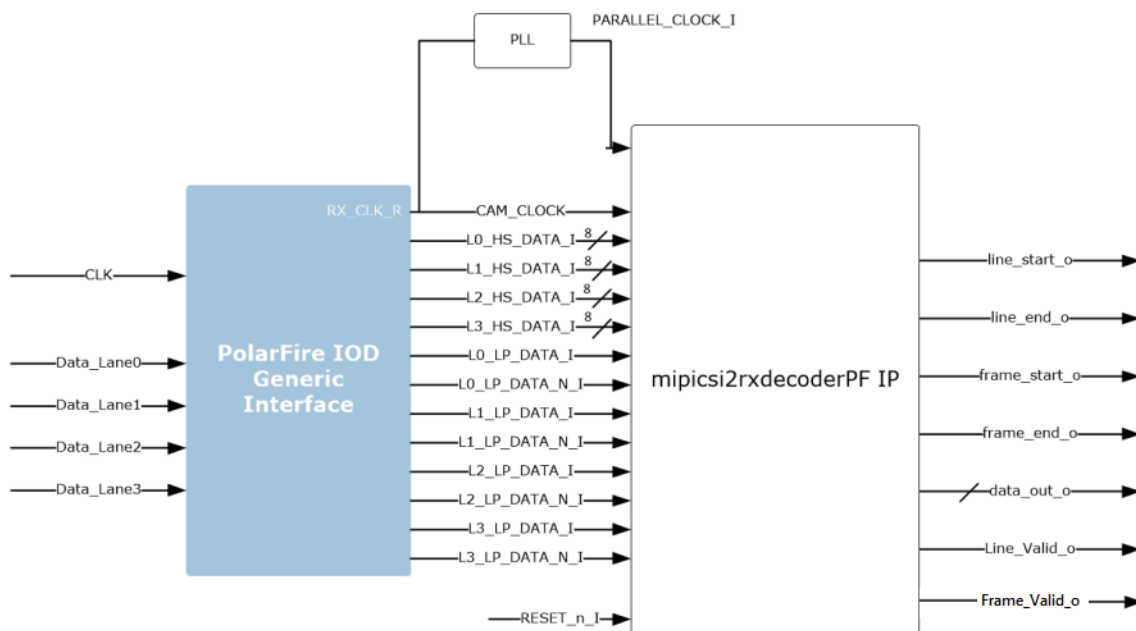 PARALLEL_CLOCK_I
PLL
RX_CLK_R
CAM_CLOCK
L0_HS_DATA_I
8
L1_HS_DATA_I
8
L2_HS_DATA_I
8
L3_HS_DATA_I
8
L0_LP_DATA_I
L0_LP_DATA_N_I
L1_LP_DATA_I
L1_LP_DATA_N_I
L2_LP_DATA_I
L2_LP_DATA_N_I
L3_LP_DATA_I
L3_LP_DATA_N_I
RESET_n_I
CLK
Data_Lane0
Data_Lane1
Data_Lane2
Data_Lane3
PolarFire IOD
Generic
Interface
mipicsi2rxdecoderPF IP
line_start_o
line_end_o
frame_start_o
frame_end_o
data_out_o
Line_Valid_o
Frame_Valid_o